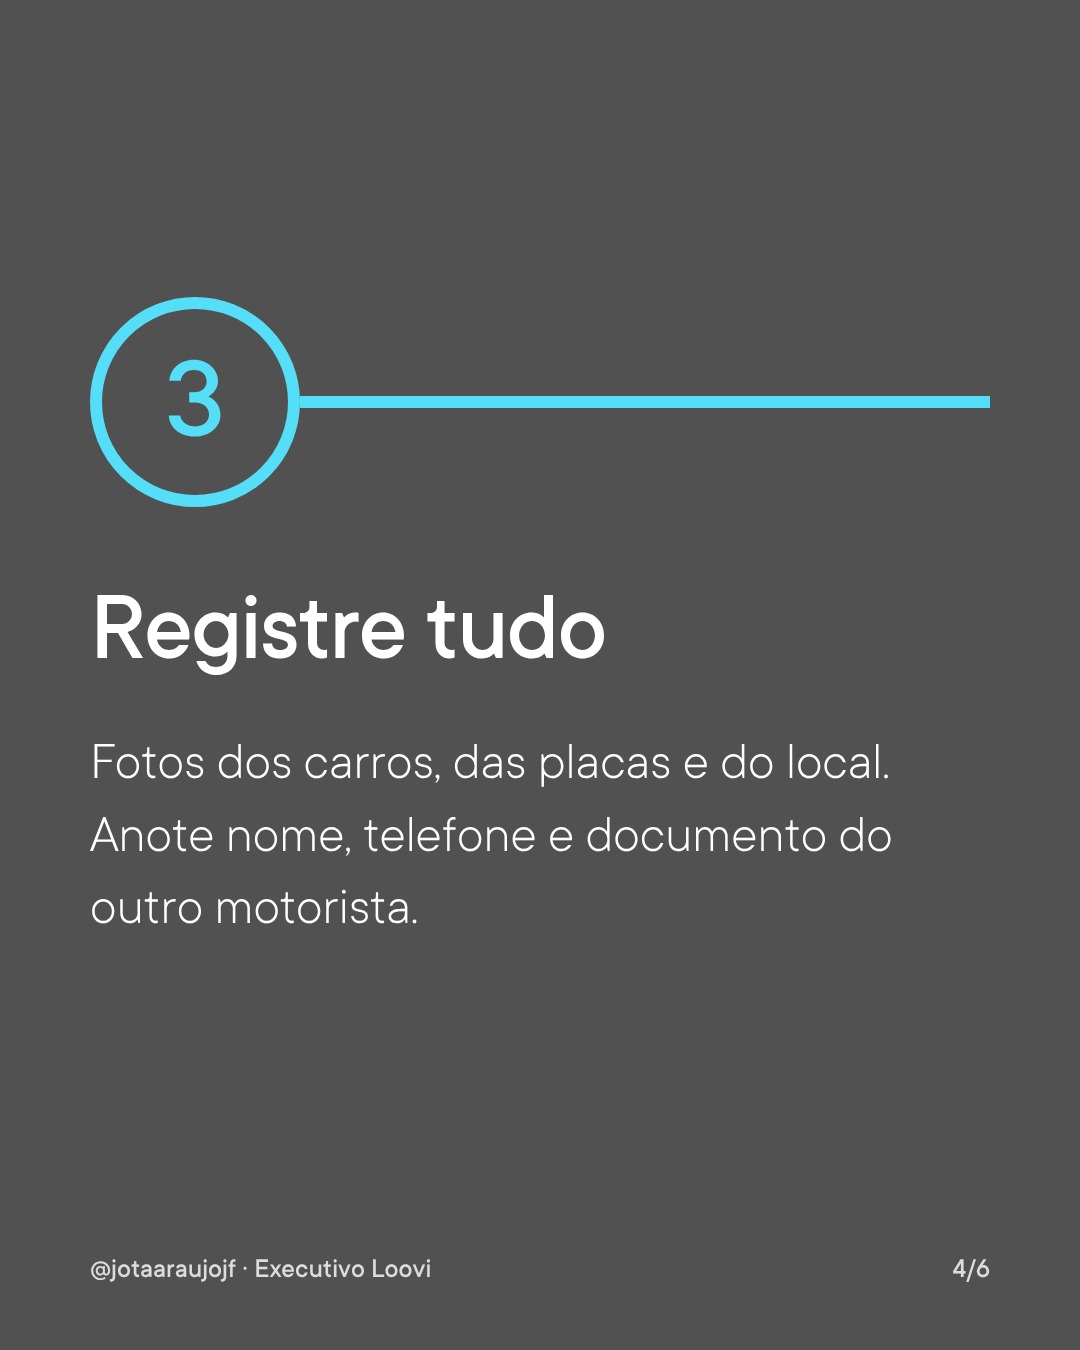 3
Registre tudo
Fotos dos carros, das placas e do local.
Anote nome, telefone e documento do
outro motorista.
@jotaaraujojf · Executivo Loovi
4/6